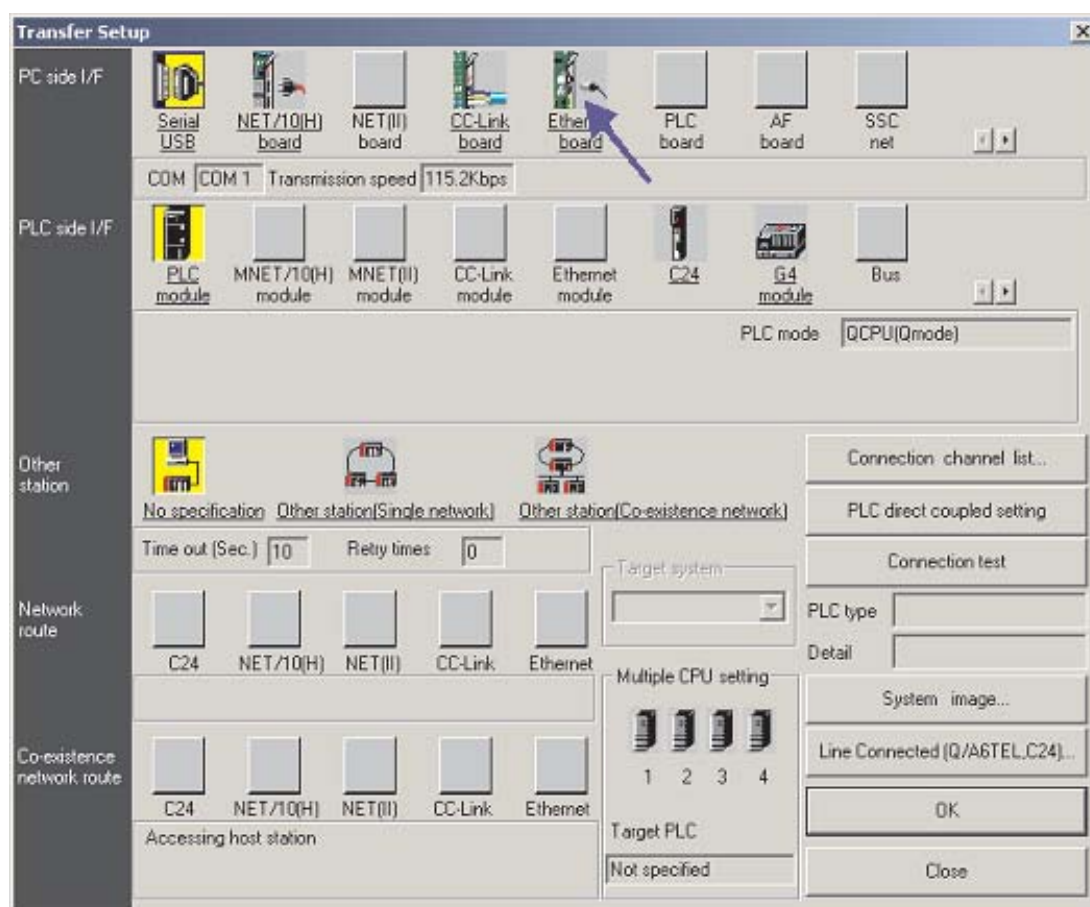 Transfer Setup
PC side I/F
Serial USB
NET/10(H) board
NET(II) board
CC-Link board
board
PLC board
AF board
SSC net
COM COM 1 Transmission speed 115.2Kbps
PLC side I/F
PLC module
MNET/10(H) module
MNET(II) module
CC-Link module
Ethernet module
C24
G4 module
Bus
PLC mode QCPU(Qmode)
Other station
No specification
Other station(Single network)
Other station(Co-existence network)
Time out (Sec.) 10 Retry times 0
Connection channel list...
PLC direct coupled setting
Connection test
PLC type
Detail
System image...
Line Connected (Q/A6TEL,C24)...
OK
Close
Target system
Network route
C24 NET/10(H) NET(II) CC-Link Ethernet
Multiple CPU setting
1 2 3 4
Target PLC
Not specified
Co-existence network route
C24 NET/10(H) NET(II) CC-Link Ethernet
Accessing host station